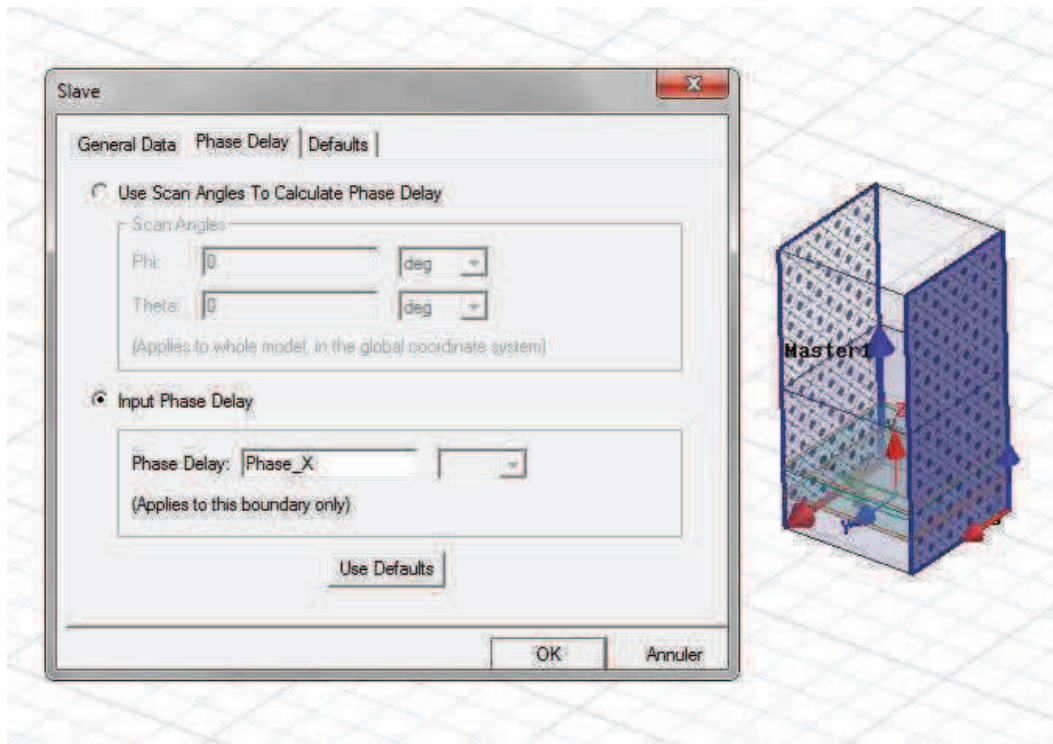 Slave
General Data Phase Delay Defaults
Use Scan Angles To Calculate Phase Delay
Scan Angles
Phi: 0 deg
Theta: 0 deg
(Applies to whole model, in the global coordinate system)
Master1
Input Phase Delay
Z
Phase Delay: Phase_X
(Applies to this boundary only)
Use Defaults
OK Annuler